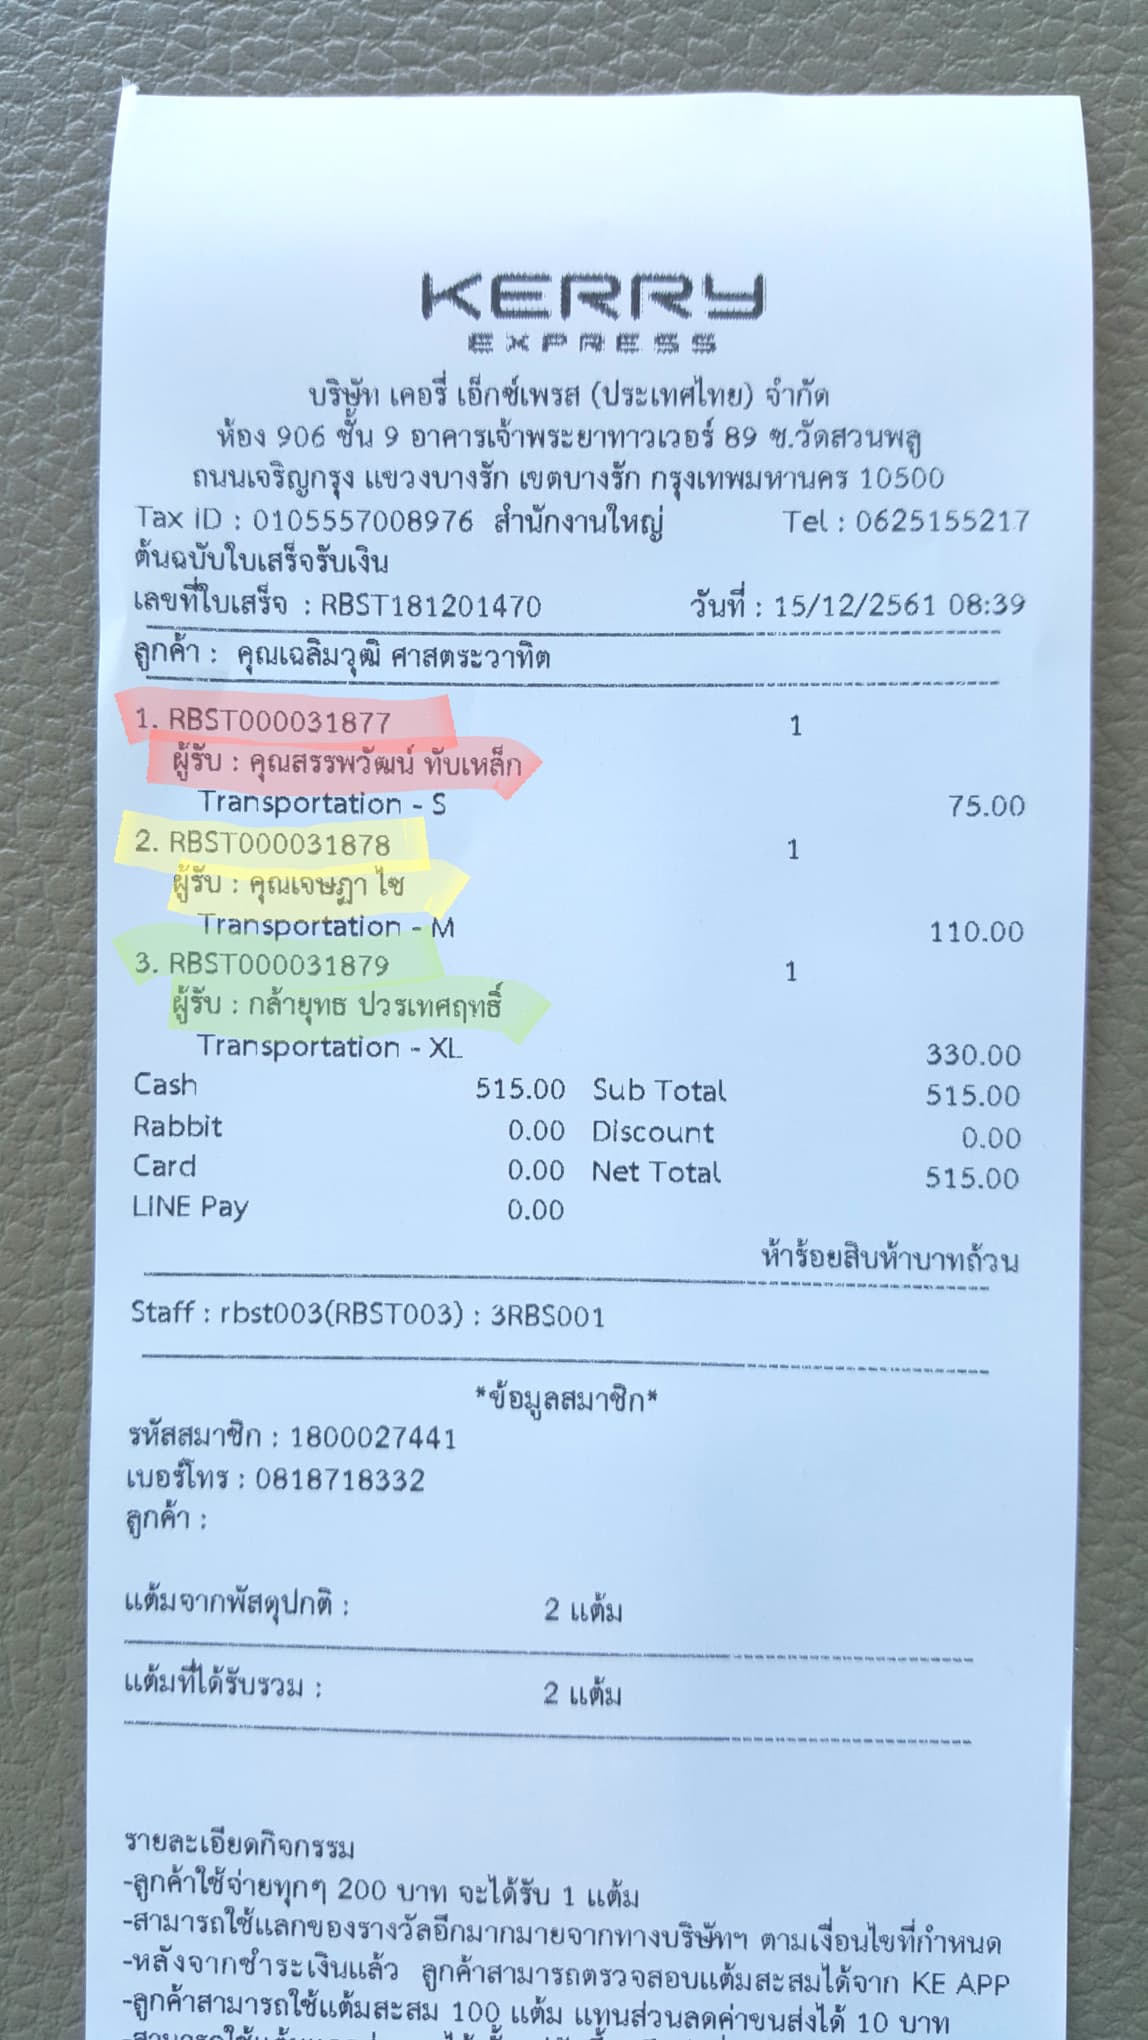 KERRY
EXPRESS
บริษัท เคอรี่ เอ็กซ์เพรส (ประเทศไทย) จำกัด
ห้อง 906 ชั้น 9 อาคารเจ้าพระยาทาวเวอร์ 89 ซ.วัดสวนพลู
ถนนเจริญกรุง แขวงบางรัก เขตบางรัก กรุงเทพมหานคร 10500
Tax ID : 0105557008976 สำนักงานใหญ่ Tel : 0625155217
ต้นฉบับใบเสร็จรับเงิน
เลขที่ใบเสร็จ : RBST181201470 วันที่ : 15/12/2561 08:39
ลูกค้า : คุณเฉลิมวุฒิ ศาสตระวาทิต
1. RBST000031877 1
ผู้รับ : คุณสรรพวัฒน์ ทับเหล็ก
Transportation - S 75.00
2. RBST000031878 1
ผู้รับ : คุณเจษฎา ไซ
Transportation - M 110.00
3. RBST000031879 1
ผู้รับ : กล้ายุทธ ปวรเทศฤทธิ์
Transportation - XL 330.00
Cash 515.00 Sub Total 515.00
Rabbit 0.00 Discount 0.00
Card 0.00 Net Total 515.00
LINE Pay 0.00
ห้าร้อยสิบห้าบาทถ้วน
Staff : rbst003(RBST003) : 3RBS001
*ข้อมูลสมาชิก*
รหัสสมาชิก : 1800027441
เบอร์โทร : 0818718332
ลูกค้า :
แต้มจากพัสดุปกติ : 2 แต้ม
แต้มที่ได้รับรวม : 2 แต้ม
รายละเอียดกิจกรรม
-ลูกค้าใช้จ่ายทุกๆ 200 บาท จะได้รับ 1 แต้ม
-สามารถใช้แลกของรางวัลอีกมากมายจากทางบริษัทฯ ตามเงื่อนไขที่กำหนด
-หลังจากชำระเงินแล้ว ลูกค้าสามารถตรวจสอบแต้มสะสมได้จาก KE APP
-ลูกค้าสามารถใช้แต้มสะสม 100 แต้ม แทนส่วนลดค่าขนส่งได้ 10 บาท